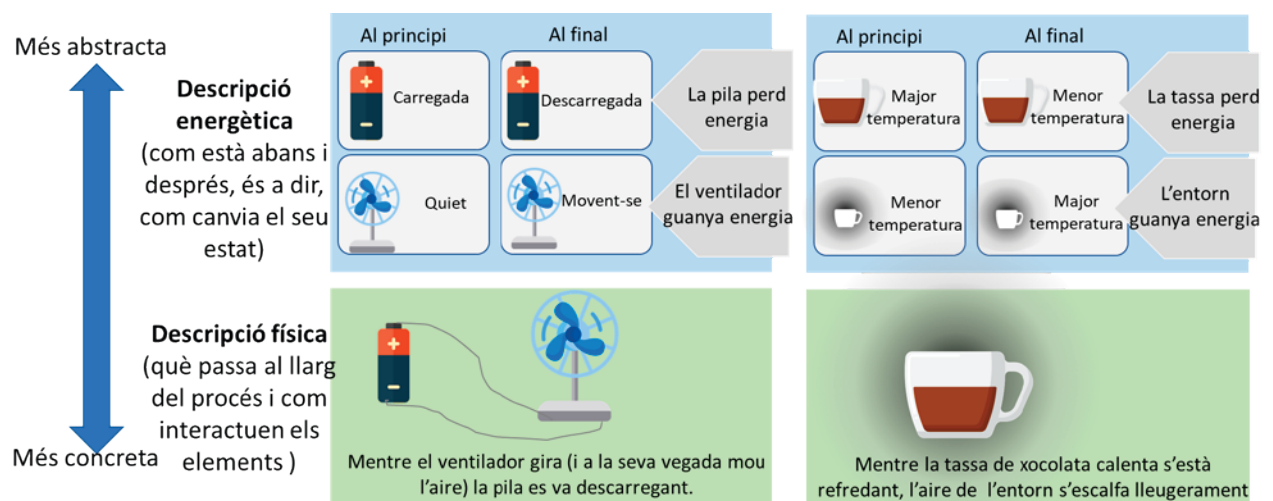 Més abstracta
Descripció
energètica
(com està abans i
després, és a dir,
com canvia el seu
estat)
Al principi
Al final
Carregada
Descarregada
La pila perd
energia
Quiet
Movent-se
El ventilador
guanya energia
Al principi
Al final
Major
temperatura
Menor
temperatura
La tassa perd
energia
Menor
temperatura
Major
temperatura
L’entorn
guanya energia
Descripció física
(què passa al llarg
del procés i com
interactuen els
elements )
Més concreta
Mentre el ventilador gira (i a la seva vegada mou
l’aire) la pila es va descarregant.
Mentre la tassa de xocolata calenta s’està
refredant, l’aire de l’entorn s’escalfa lleugerament